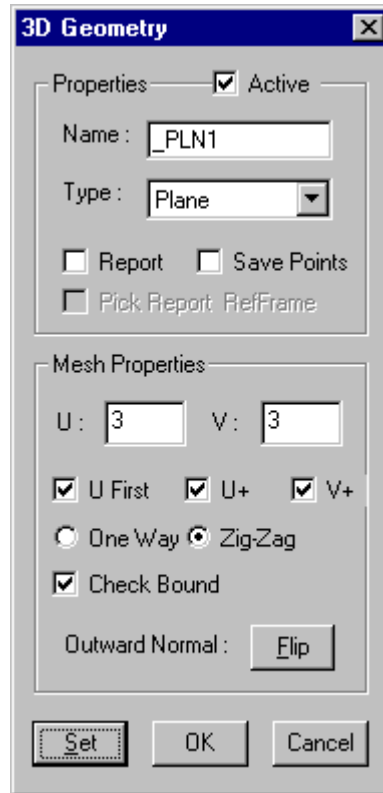 3D Geometry
Properties Active
Name : _PLN1
Type : Plane
Report Save Points
Pick Report RefFrame
Mesh Properties
U : 3 V : 3
U First U+ V+
One Way Zig-Zag
Check Bound
Outward Normal : Flip
Set OK Cancel